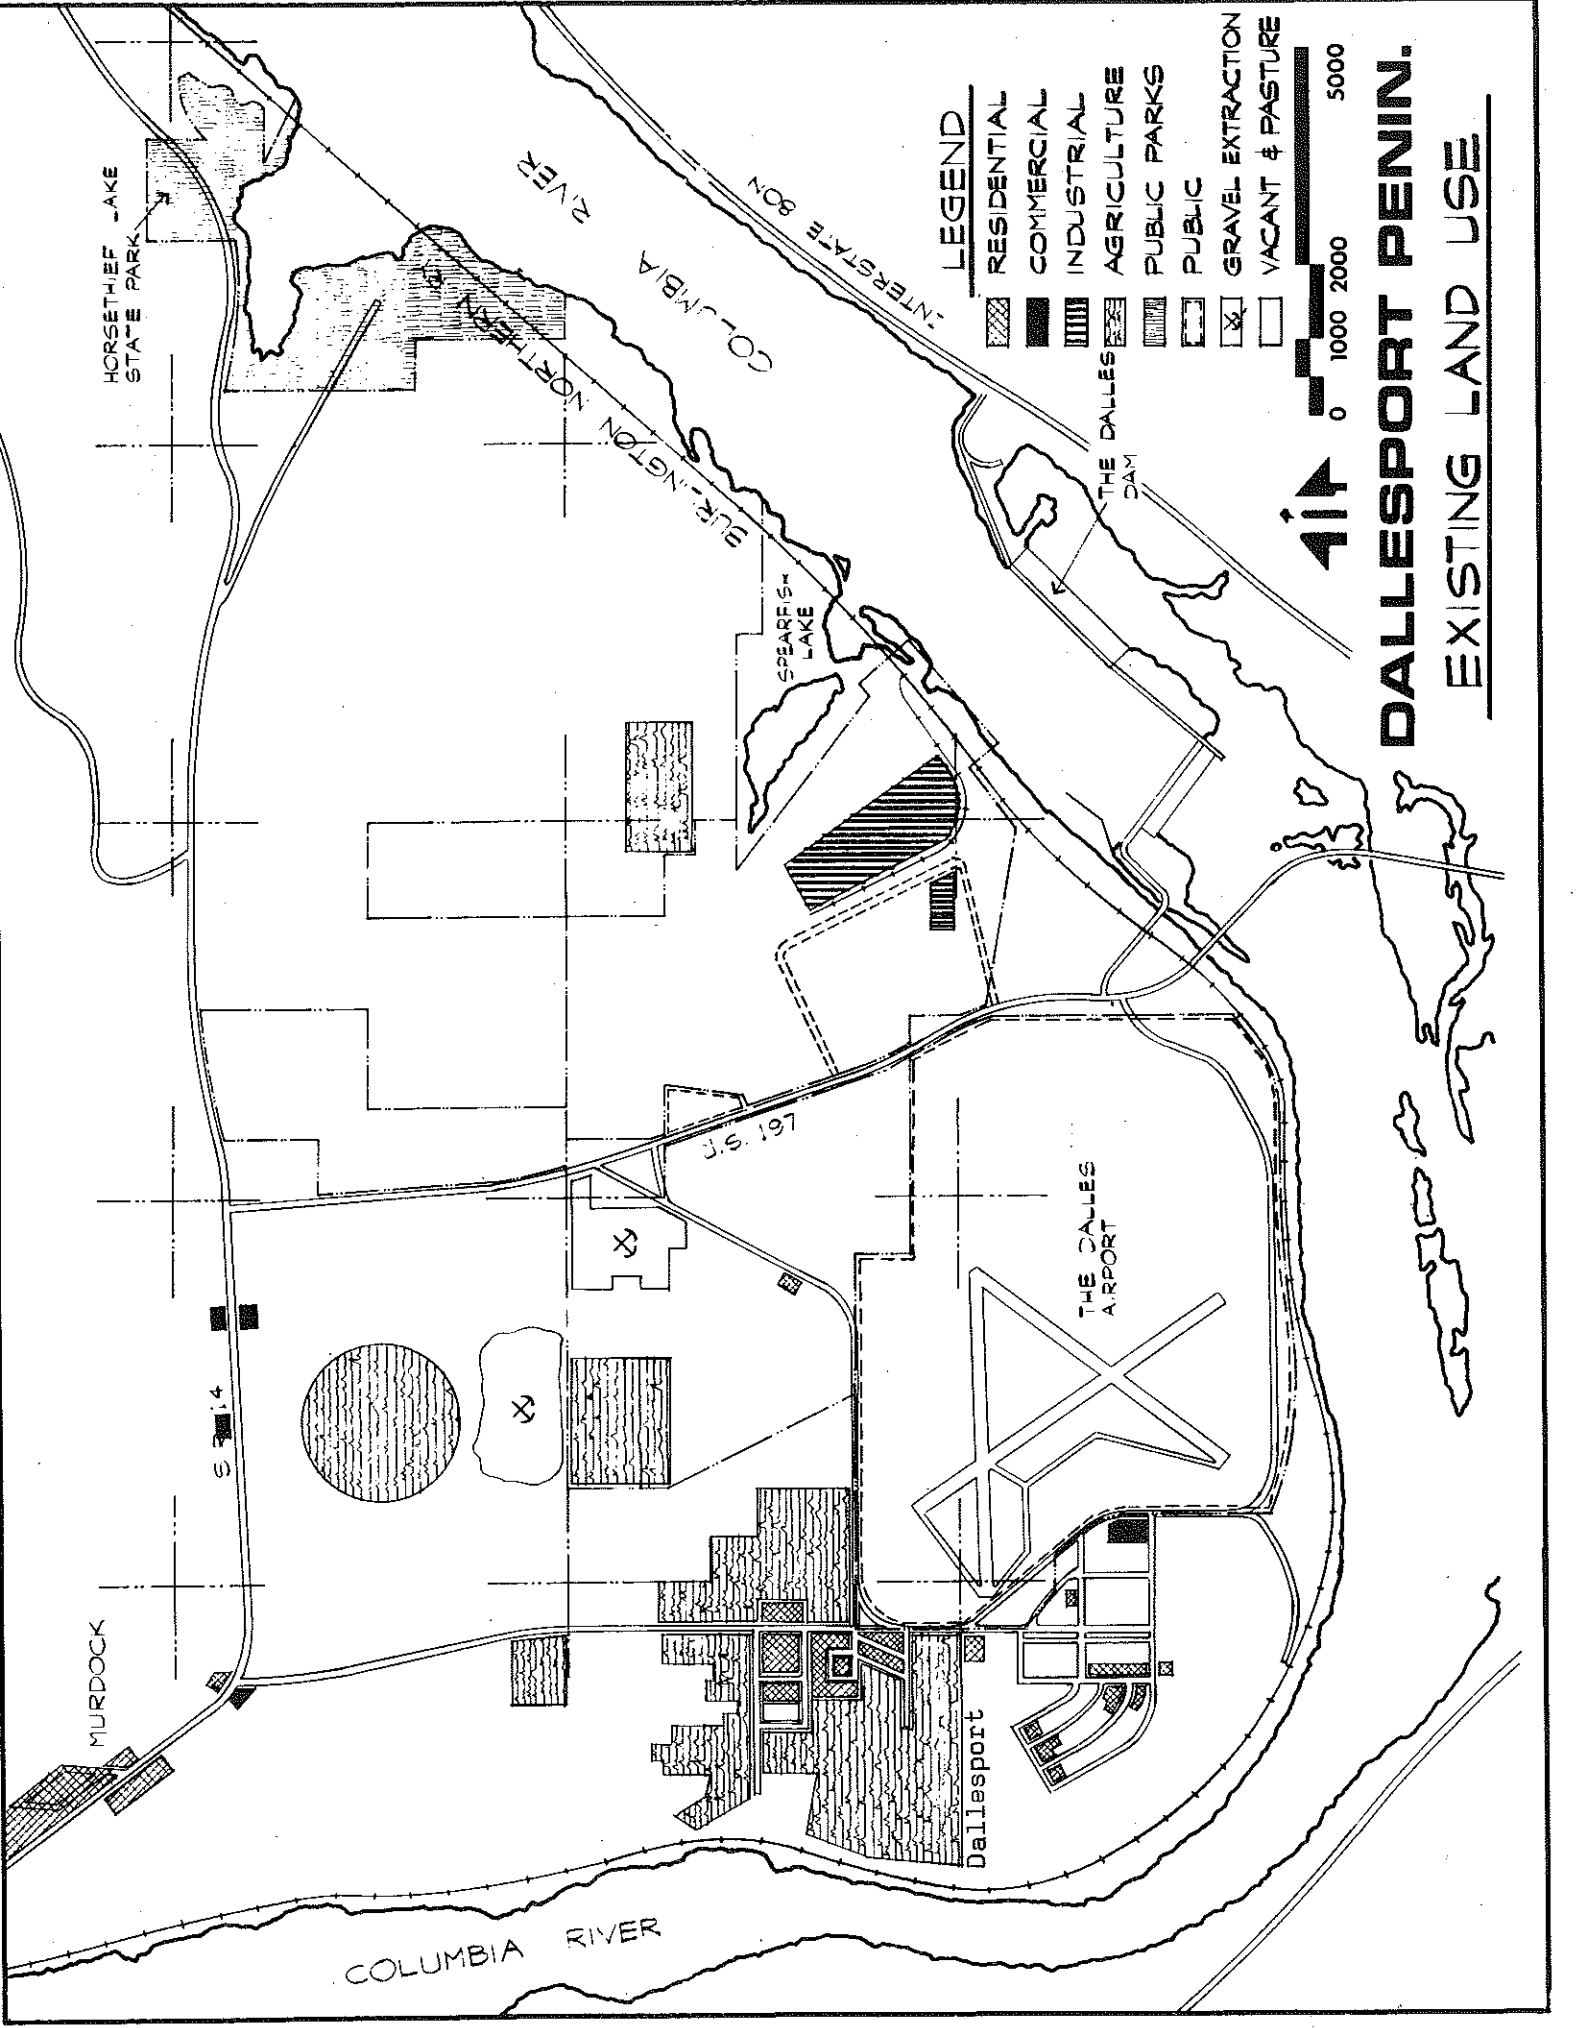 MURDOCK
S.R. 14
HORSETHIEF LAKE
STATE PARK
COLUMBIA RIVER
BURLINGTON NORTHERN R.R.
U.S. 197
SPEARFISH
LAKE
COLUMBIA RIVER
INTERSTATE 80N
Dallesport
THE DALLES
AIRPORT
THE DALLES
DAM
LEGEND
RESIDENTIAL
COMMERCIAL
INDUSTRIAL
AGRICULTURE
PUBLIC PARKS
PUBLIC
GRAVEL EXTRACTION
VACANT & PASTURE
0 1000 2000 5000
DALLESPORT PENIN.
EXISTING LAND USE